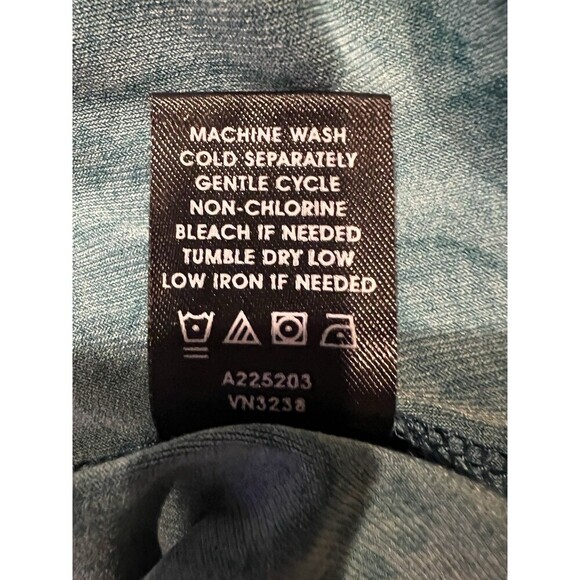 MACHINE WASH
COLD SEPARATELY
GENTLE CYCLE
NON-CHLORINE
BLEACH IF NEEDED
TUMBLE DRY LOW
LOW IRON IF NEEDED
A225203
VN3238